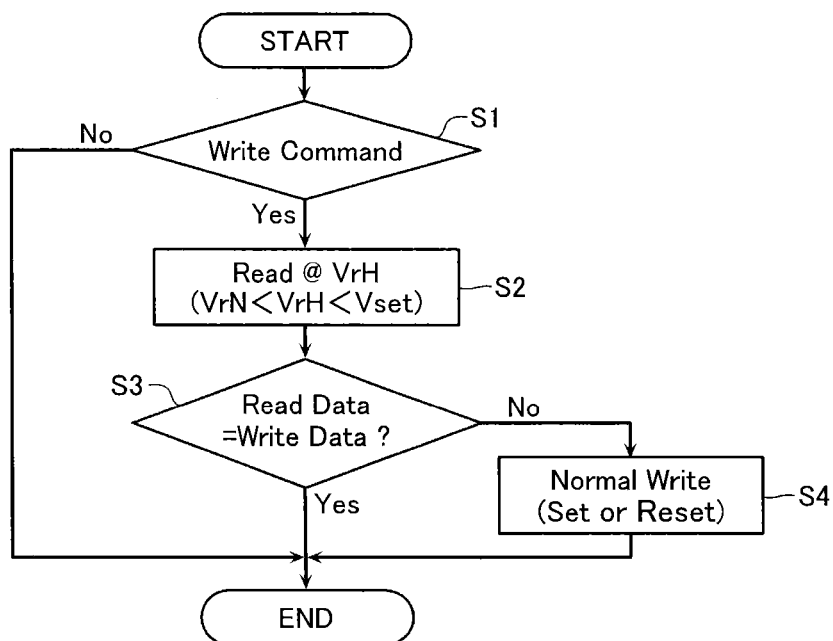 START
S1
No
Write Command
Yes
Read @ VrH
(VrN<VrH<Vset)
S2
S3
Read Data
=Write Data ?
No
Normal Write
(Set or Reset)
S4
Yes
END